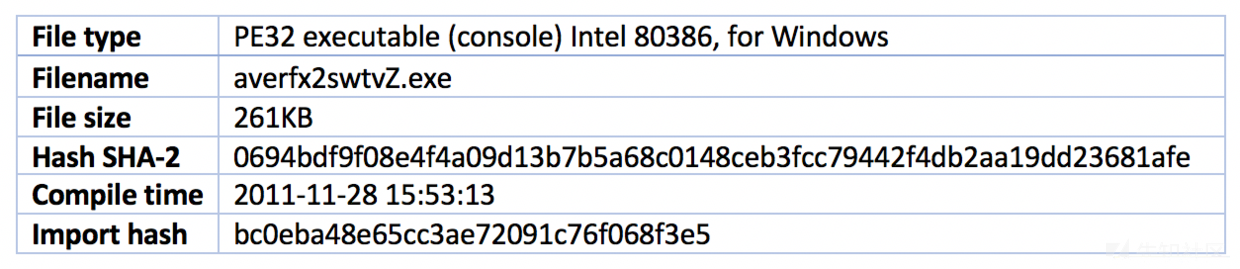 File type PE32 executable (console) Intel 80386, for Windows
Filename averfx2swtvZ.exe
File size 261KB
Hash SHA-2 0694bdf9f08e4f4a09d13b7b5a68c0148ceb3fcc79442f4db2aa19dd23681afe
Compile time 2011-11-28 15:53:13
Import hash bc0eba48e65cc3ae72091c76f068f3e5